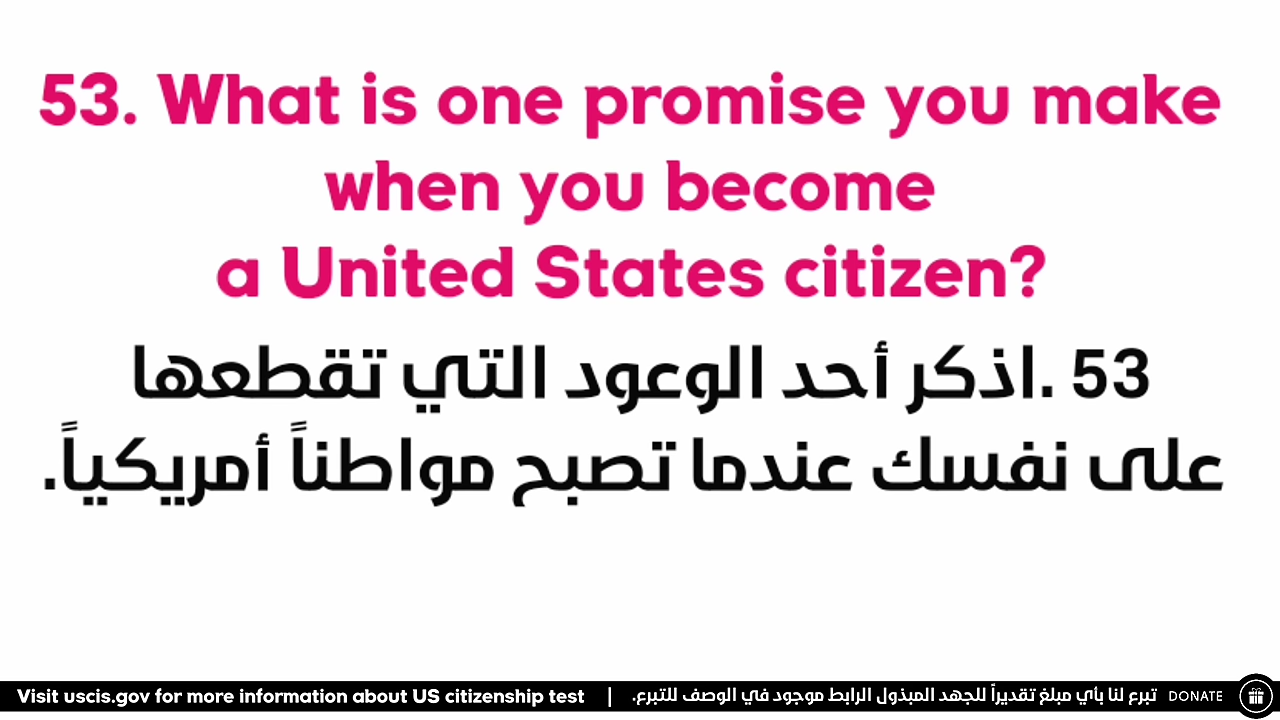 53. What is one promise you make
when you become
a United States citizen?
53 .اذكر أحد الوعود التي تقطعها
على نفسك عندما تصبح مواطناً أمريكياً.
Visit uscis.gov for more information about US citizenship test | تبرع لنا بأي مبلغ تقديراً للجهد المبذول الرابط موجود في الوصف للتبرع. DONATE